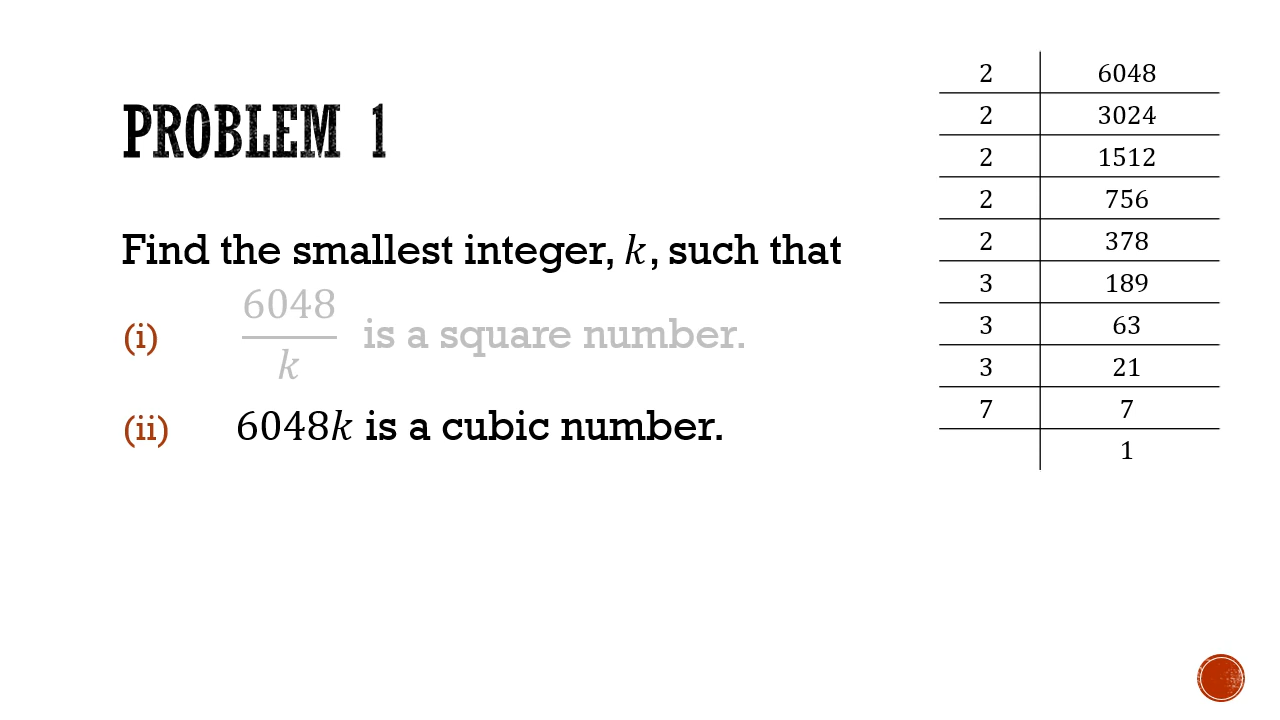 PROBLEM 1
Find the smallest integer, k, such that
(i) 6048/k is a square number.
(ii) 6048k is a cubic number.
2 6048
2 3024
2 1512
2 756
2 378
3 189
3 63
3 21
7 7
1